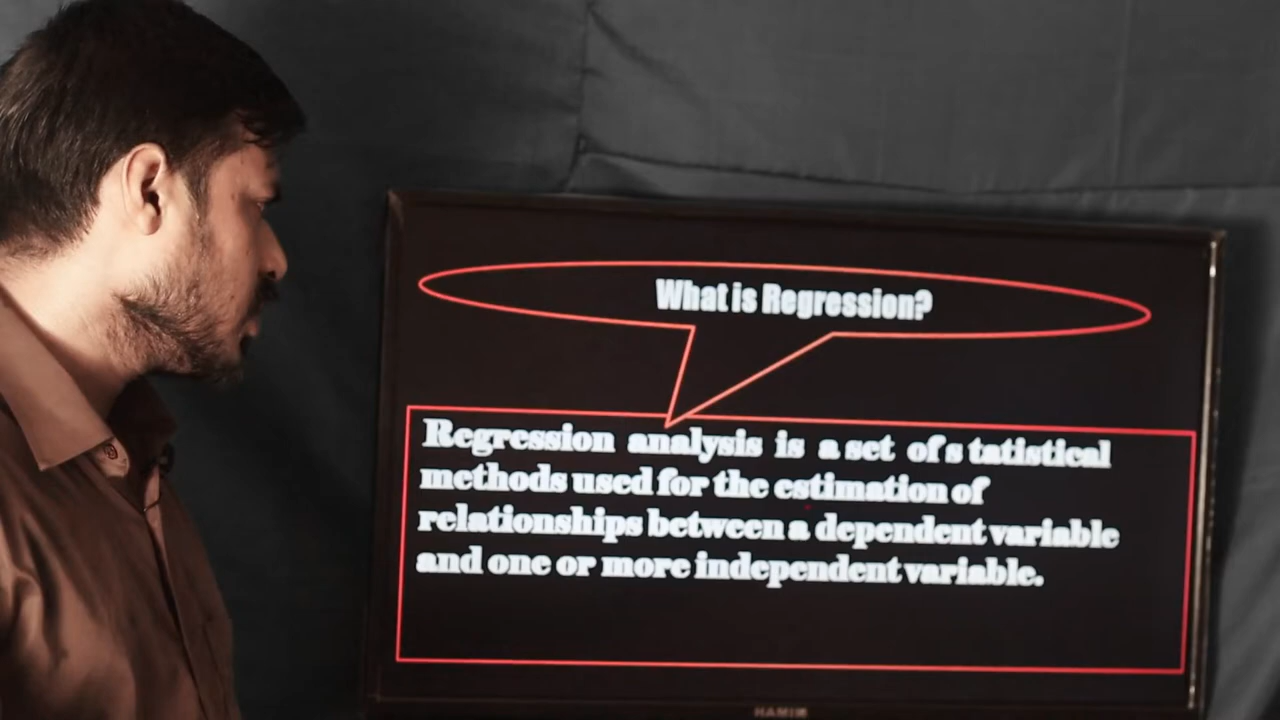 What is Regression?
Regression analysis is a set of s tatistical
methods used for the estimation of
relationships between a dependent variable
and one or more independent variable.
HAMIM